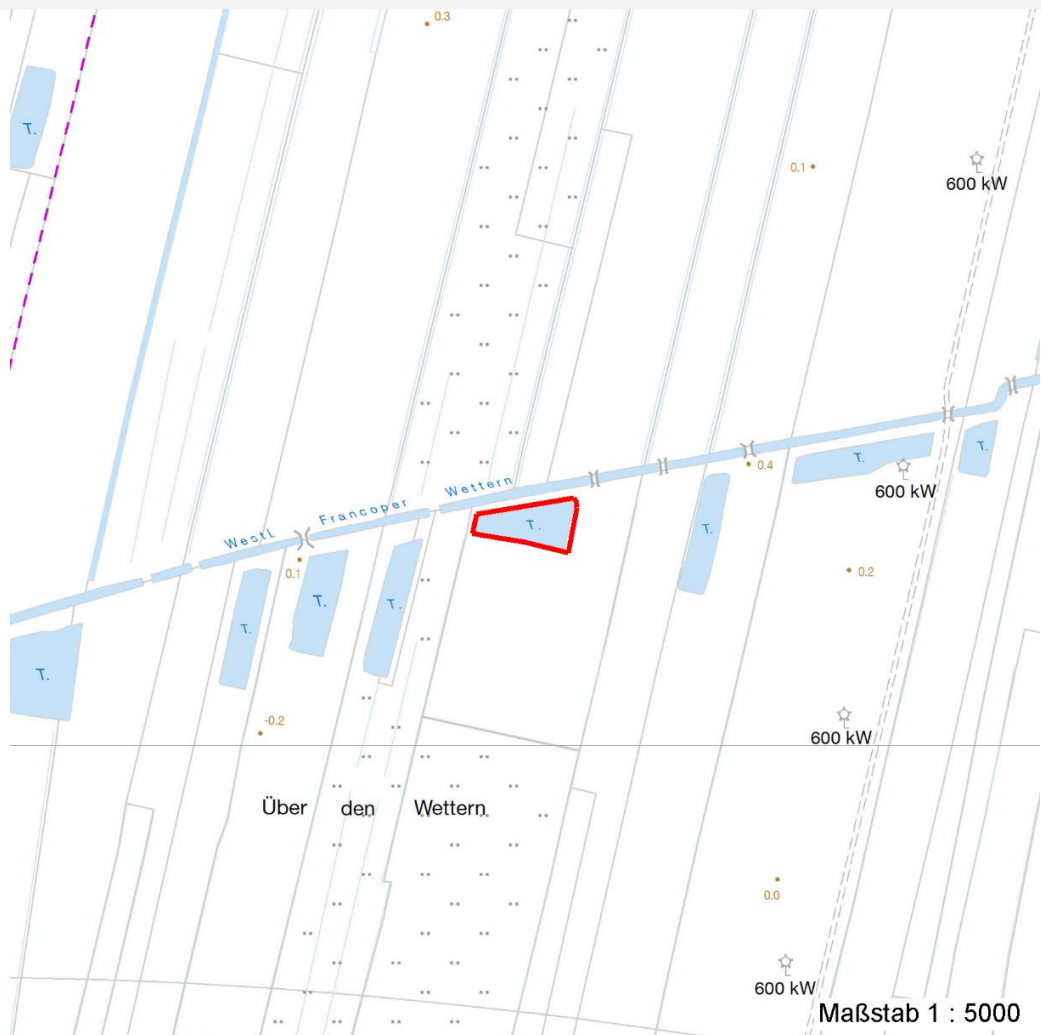 0.3
T.
0.1
600 kW
Westl. Francoper Wettern
T.
T.
0.4
600 kW
T.
T.
0.1
T.
T.
T.
0.2
T.
-0.2
600 kW
Über den Wettern
0.0
600 kW
Maßstab 1 : 5000